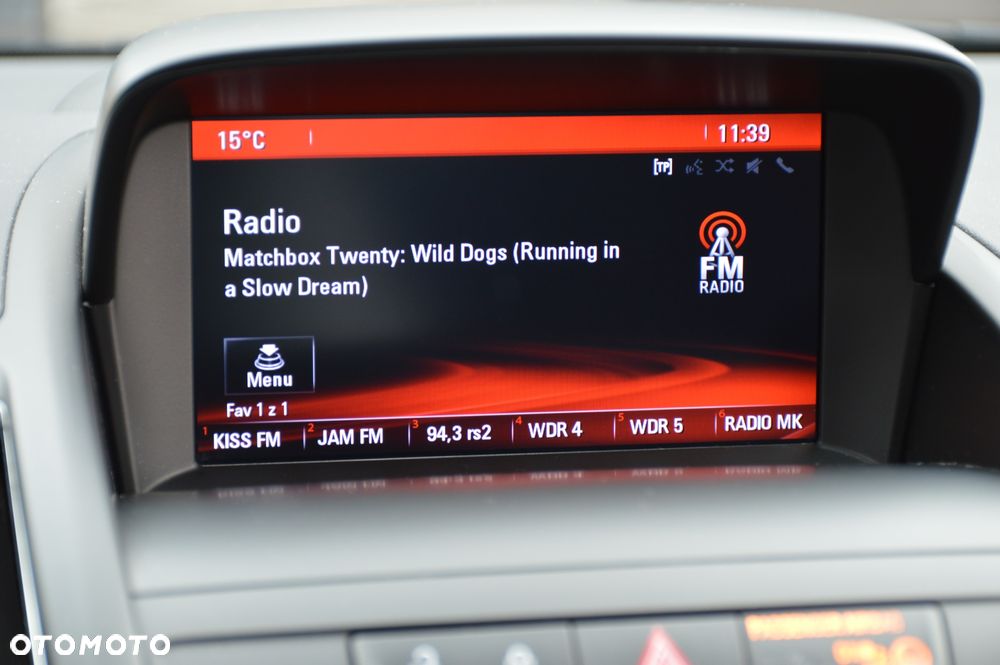 15°C 11:39
[TP]
Radio
Matchbox Twenty: Wild Dogs (Running in
a Slow Dream)
FM
RADIO
Menu
Fav 1 z 1
1 KISS FM 2 JAM FM 3 94,3 rs2 4 WDR 4 5 WDR 5 6 RADIO MK
OTOMOTO